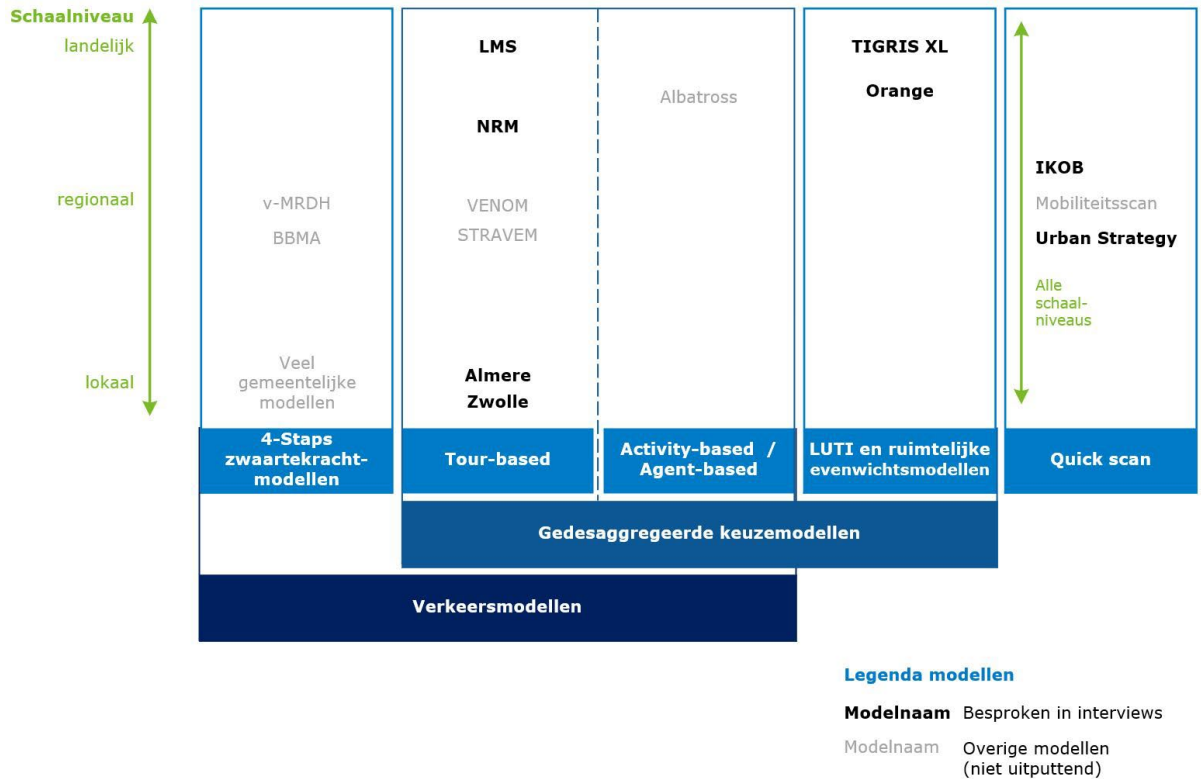 Schaalniveau
landelijk
regionaal
lokaal
v-MRDH
BBMA
Veel
gemeentelijke
modellen
4-Staps
zwaartekracht-
modellen
LMS
NRM
VENOM
STRAVEM
Almere
Zwolle
Tour-based
Albatross
Activity-based /
Agent-based
TIGRIS XL
Orange
LUTI en ruimtelijke
evenwichtsmodellen
IKOB
Mobiliteitsscan
Urban Strategy
Alle
schaal-
niveaus
Quick scan
Gedesaggregeerde keuzemodellen
Verkeersmodellen
Legenda modellen
Modelnaam Besproken in interviews
Modelnaam Overige modellen
(niet uitputtend)